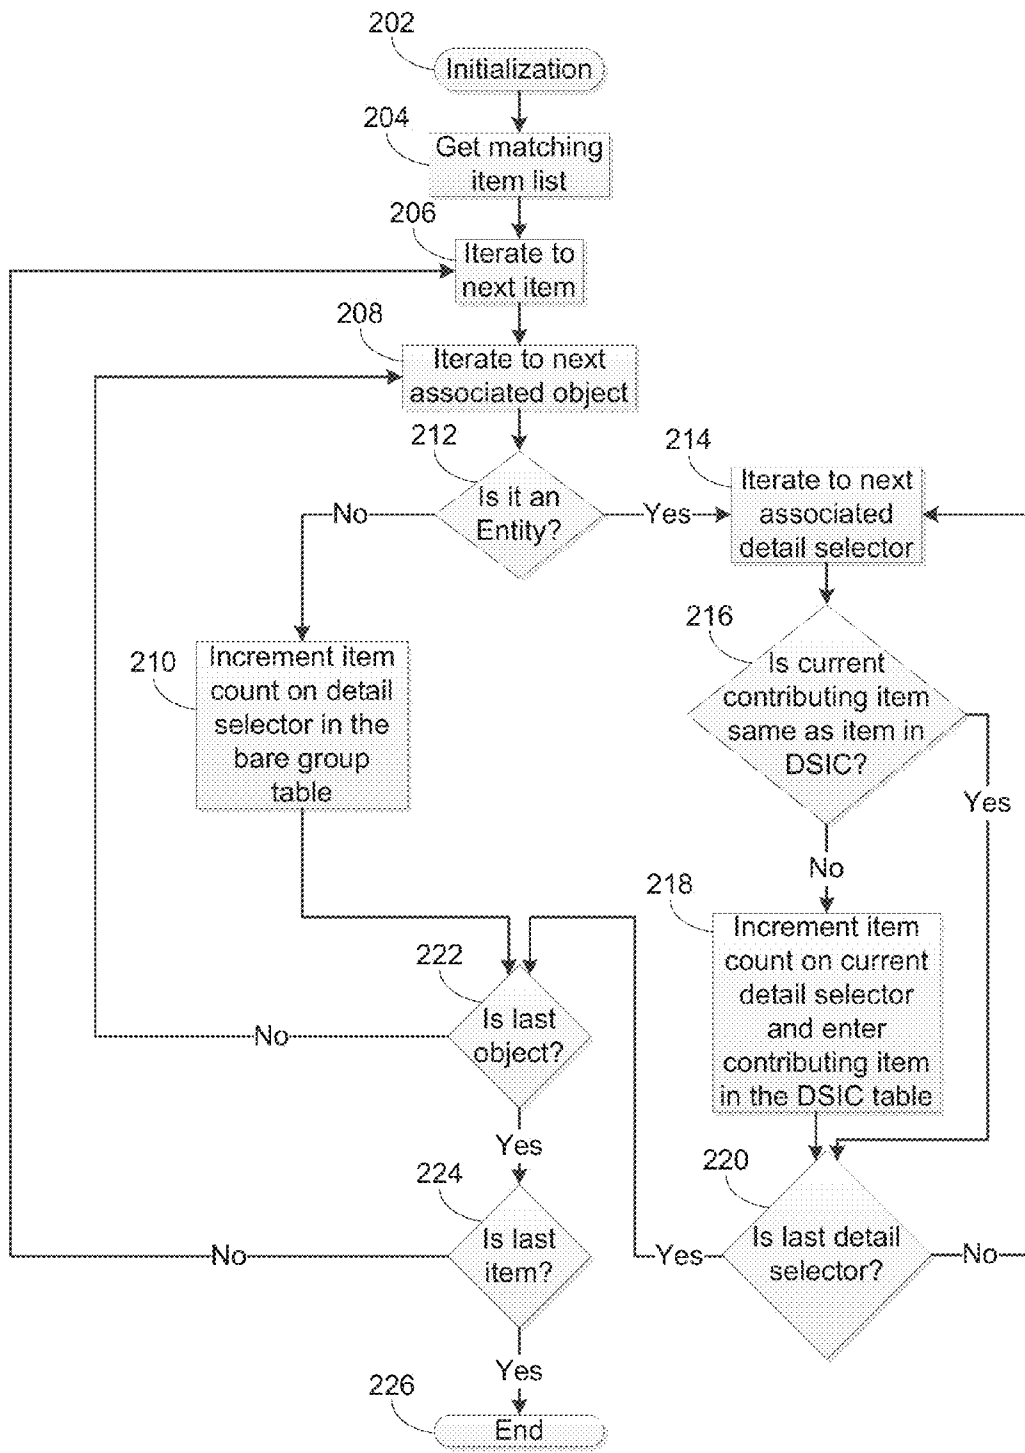 202
Initialization
204
Get matching
item list
206
Iterate to
next item
208
Iterate to next
associated object
212
Is it an
Entity?
No
Yes
214
Iterate to next
associated
detail selector
210
Increment item
count on detail
selector in the
bare group
table
216
Is current
contributing item
same as item in
DSIC?
Yes
No
218
Increment item
count on current
detail selector
and enter
contributing item
in the DSIC table
222
Is last
object?
No
Yes
220
Is last detail
selector?
Yes
No
224
Is last
item?
No
Yes
226
End